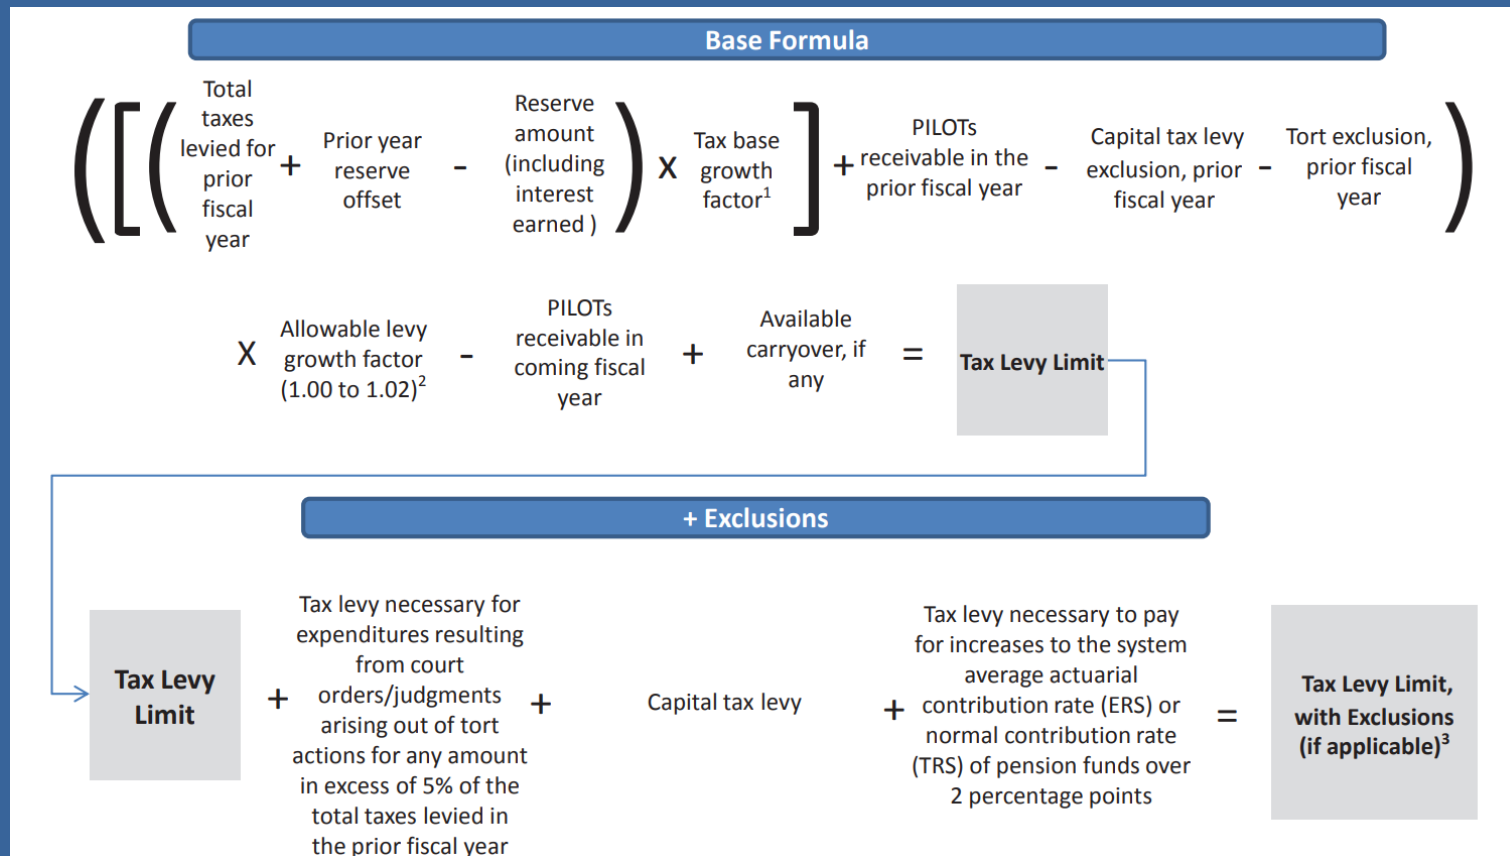 Base Formula
Total
taxes
levied for
prior
fiscal
year
+
Prior year
reserve
offset
-
Reserve
amount
(including
interest
earned )
X
Tax base
growth
factor1
+
PILOTs
receivable in the
prior fiscal year
-
Capital tax levy
exclusion, prior
fiscal year
-
Tort exclusion,
prior fiscal
year
X
Allowable levy
growth factor
(1.00 to 1.02)2
-
PILOTs
receivable in
coming fiscal
year
+
Available
carryover, if
any
=
Tax Levy Limit
+ Exclusions
Tax Levy
Limit
+
Tax levy necessary for
expenditures resulting
from court
orders/judgments
arising out of tort
actions for any amount
in excess of 5% of the
total taxes levied in
the prior fiscal year
+
Capital tax levy
+
Tax levy necessary to pay
for increases to the system
average actuarial
contribution rate (ERS) or
normal contribution rate
(TRS) of pension funds over
2 percentage points
=
Tax Levy Limit,
with Exclusions
(if applicable)3